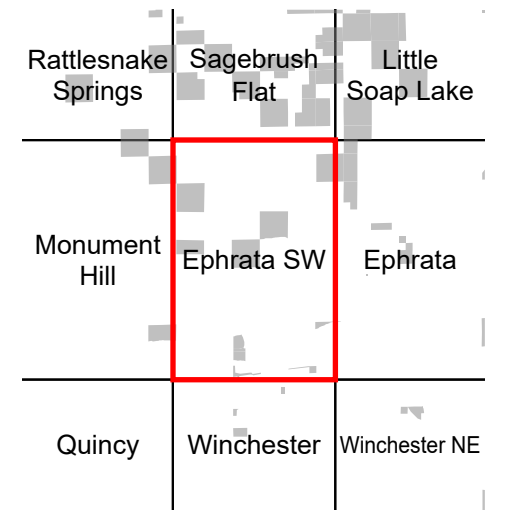 Rattlesnake
Springs
Sagebrush
Flat
Little
Soap Lake
Monument
Hill
Ephrata SW
Ephrata
Quincy
Winchester
Winchester NE